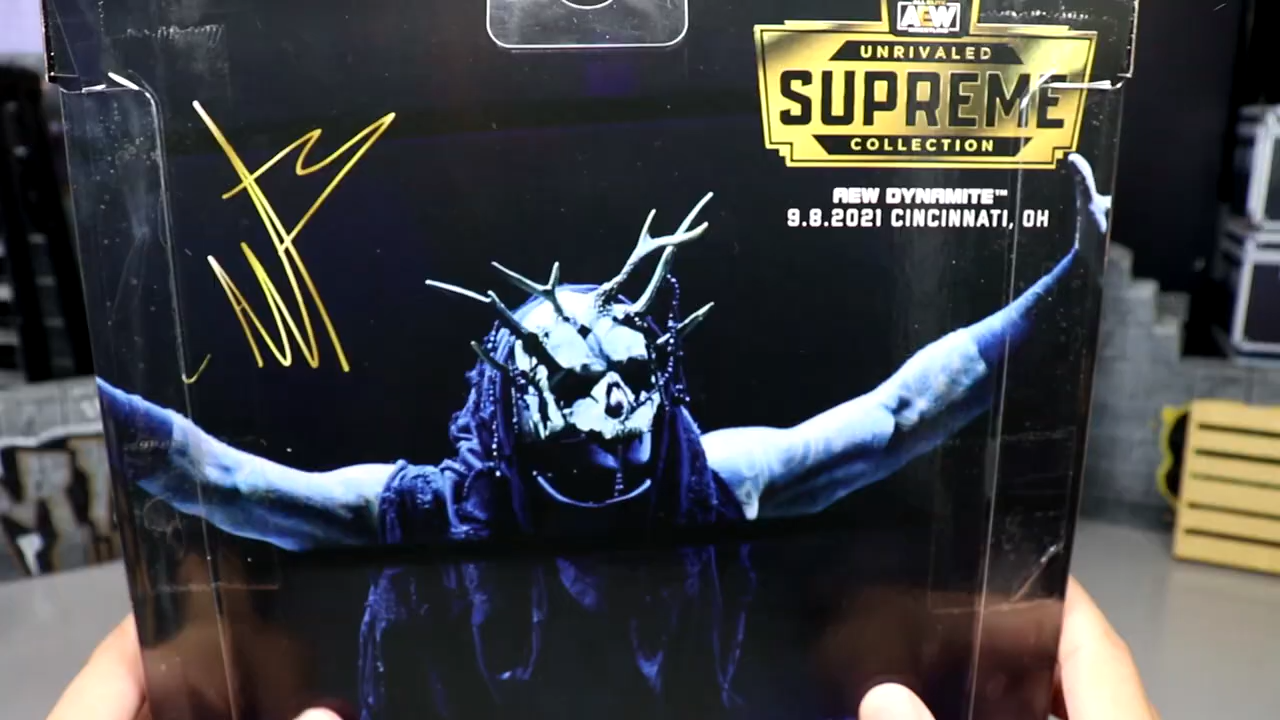 AEW
UNRIVALED
SUPREME
COLLECTION
AEW DYNAMITE™
9.8.2021 CINCINNATI, OH